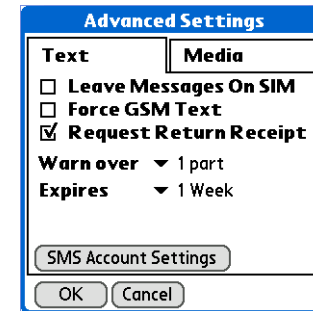 Advanced Settings
Text Media
Leave Messages On SIM
Force GSM Text
Request Return Receipt
Warn over 1 part
Expires 1 Week
SMS Account Settings
OK Cancel